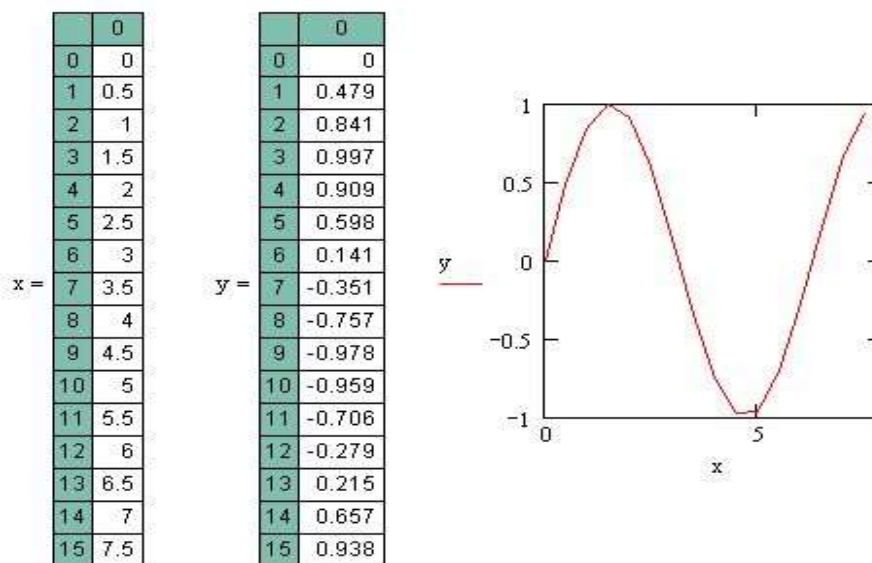 0 0
0 0 0 0
1 0.5 1 0.479
2 1 2 0.841
3 1.5 3 0.997
4 2 4 0.909
5 2.5 5 0.598
6 3 6 0.141
x = 7 3.5 y = 7 -0.351
8 4 8 -0.757
9 4.5 9 -0.978
10 5 10 -0.959
11 5.5 11 -0.706
12 6 12 -0.279
13 6.5 13 0.215
14 7 14 0.657
15 7.5 15 0.938
1
0.5
0
y
−0.5
−1
0 5
x